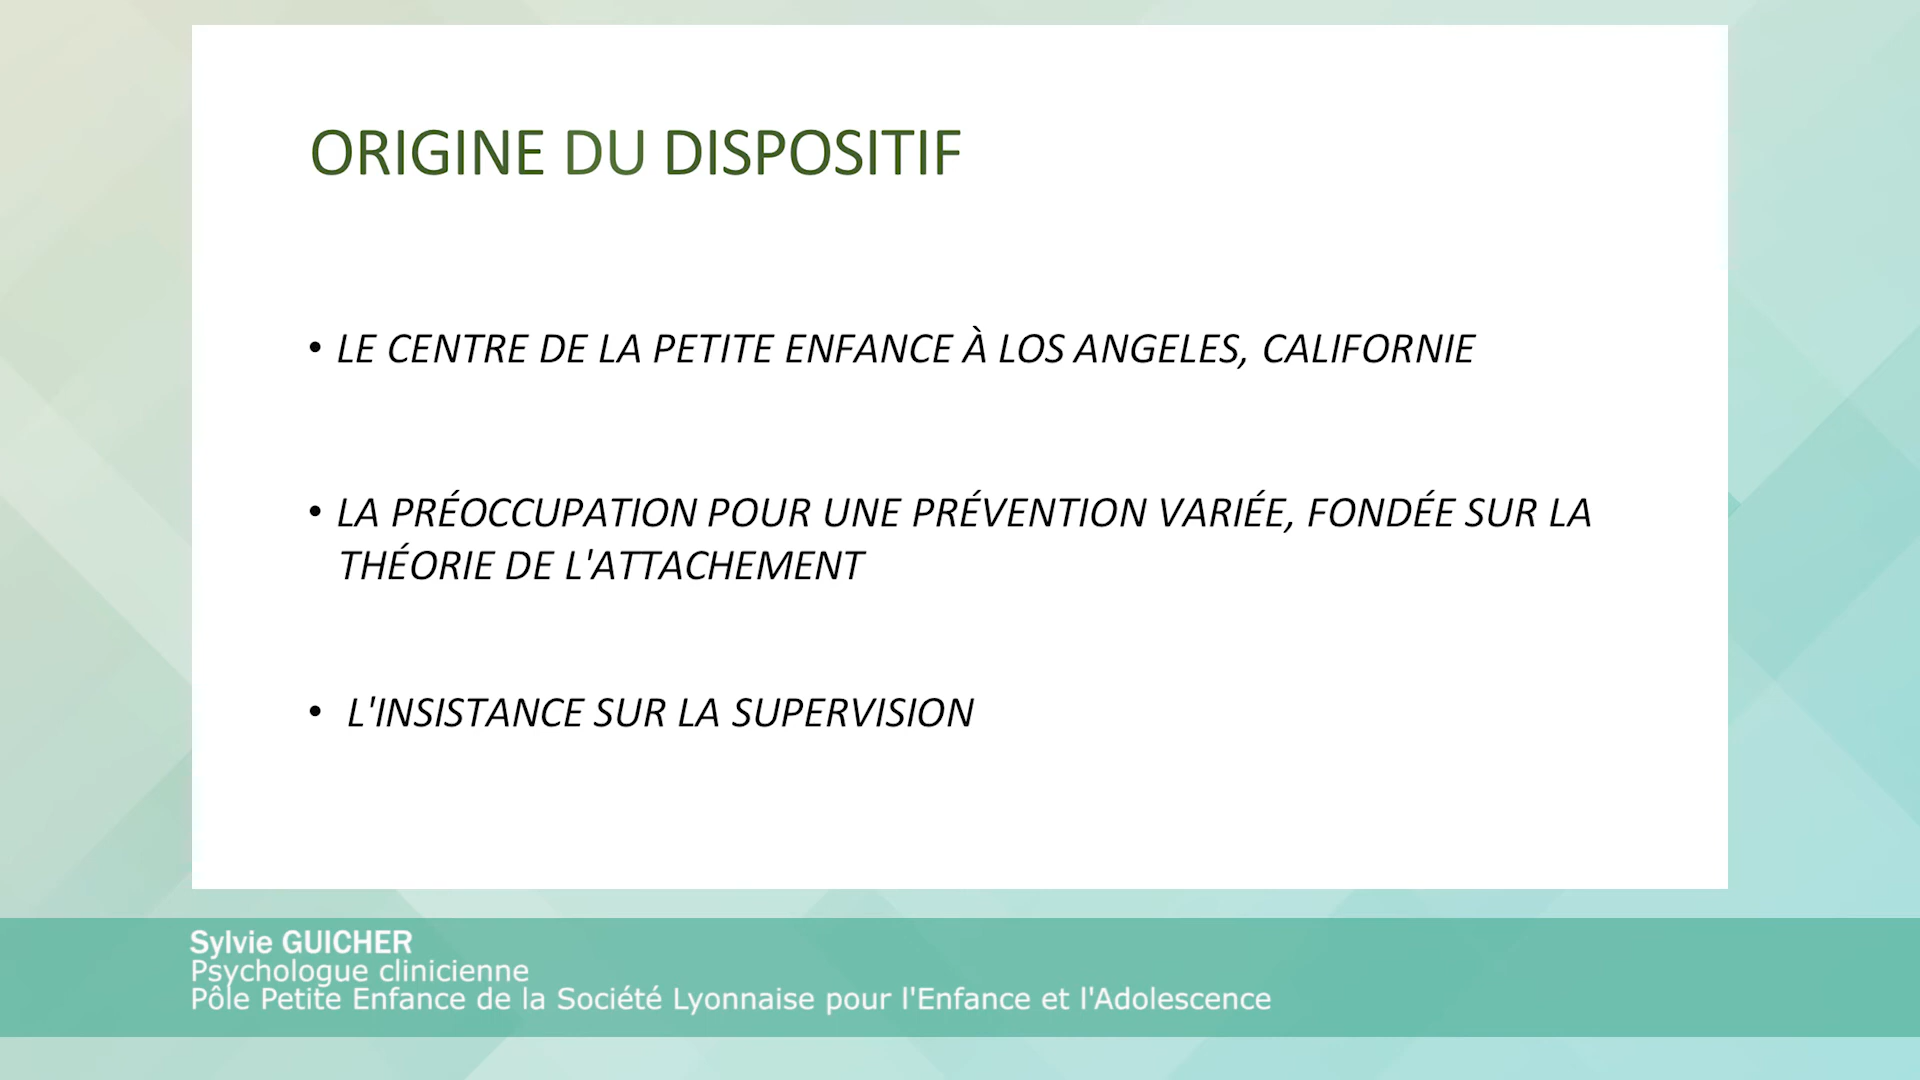 ORIGINE DU DISPOSITIF
• LE CENTRE DE LA PETITE ENFANCE À LOS ANGELES, CALIFORNIE
• LA PRÉOCCUPATION POUR UNE PRÉVENTION VARIÉE, FONDÉE SUR LA
THÉORIE DE L'ATTACHEMENT
• L'INSISTANCE SUR LA SUPERVISION
Sylvie GUICHER
Psychologue clinicienne
Pôle Petite Enfance de la Société Lyonnaise pour l'Enfance et l'Adolescence